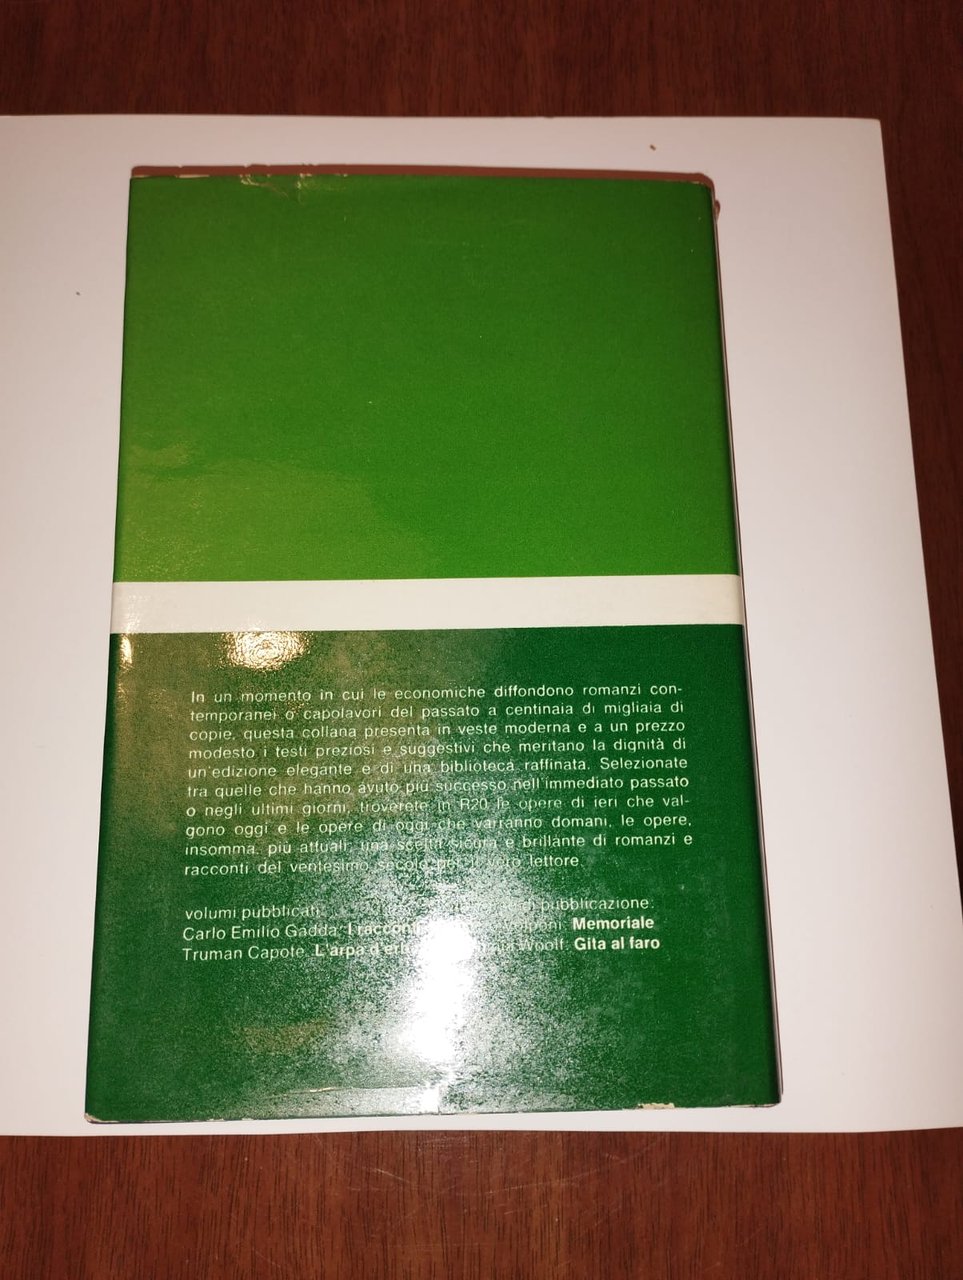 In un momento in cui le economiche diffondono romanzi con-
temporanei o capolavori del passato a centinaia di migliaia di
copie, questa collana presenta in veste moderna e a un prezzo
modesto i testi preziosi e suggestivi che meritano la dignità di
un'edizione elegante e di una biblioteca raffinata. Selezionate
tra quelle che hanno avuto più successo nell'immediato passato
o negli ultimi giorni, troverete in R20 le opere di ieri che val-
gono oggi e le opere di oggi che varranno domani, le opere,
insomma, più attuali, una scelta sicura e brillante di romanzi e
racconti del ventesimo secolo per il vero lettore.
volumi pubblicati di pubblicazione:
Carlo Emilio Gadda, I racconti Volponi, Memoriale
Truman Capote, L'arpa d'erba Woolf, Gita al faro